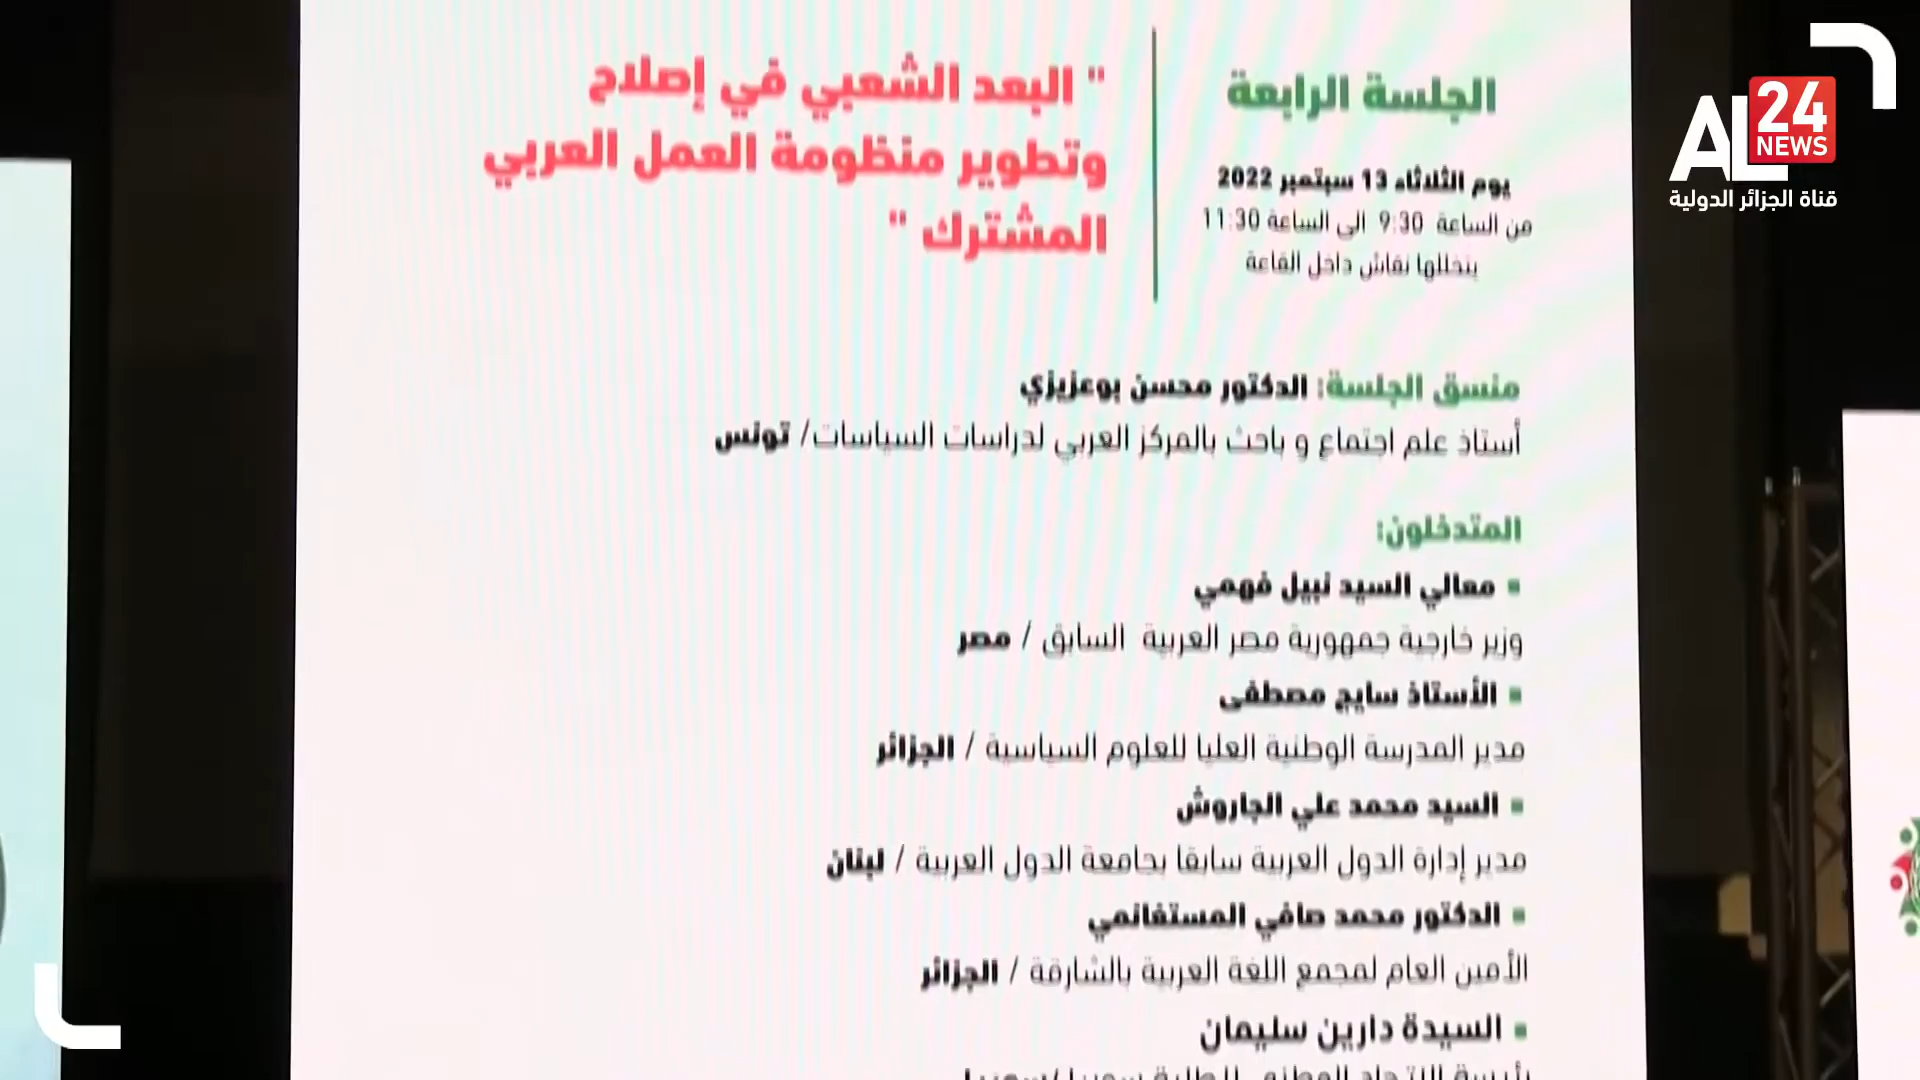 الجلسة الرابعة
يوم الثلاثاء 13 سبتمبر 2022
من الساعة 9:30 الى الساعة 11:30
يتخللها نقاش داخل القاعة
" البعد الشعبي في إصلاح
وتطوير منظومة العمل العربي
المشترك "
منسق الجلسة: الدكتور محسن بوعزيزي
أستاذ علم اجتماع و باحث بالمركز العربي لدراسات السياسات/ تونس
المتدخلون:
▪ معالي السيد نبيل فهمي
وزير خارجية جمهورية مصر العربية السابق / مصر
▪ الأستاذ سايج مصطفى
مدير المدرسة الوطنية العليا للعلوم السياسية / الجزائر
▪ السيد محمد علي الجاروش
مدير إدارة الدول العربية سابقا بجامعة الدول العربية / لبنان
▪ الدكتور محمد صافي المستغانمي
الأمين العام لمجمع اللغة العربية بالشارقة / الجزائر
▪ السيدة دارين سليمان
AL
24
NEWS
قناة الجزائر الدولية